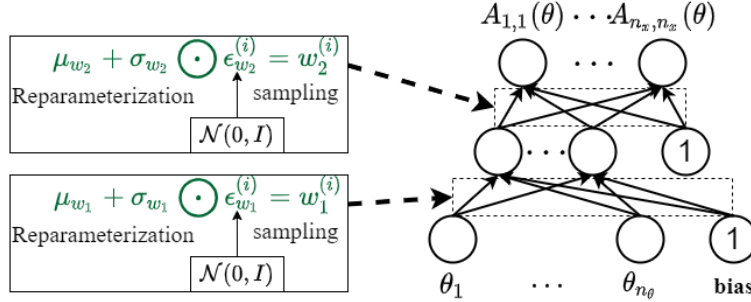 A_{1,1}(θ) ··· A_{n_x,n_x}(θ)
μ_{w_2} + σ_{w_2} ⊙ ϵ_{w_2}^{(i)} = w_2^{(i)}
Reparameterization
sampling
𝒩(0, I)
···
··· 1
μ_{w_1} + σ_{w_1} ⊙ ϵ_{w_1}^{(i)} = w_1^{(i)}
Reparameterization
sampling
𝒩(0, I)
1
θ_1 ··· θ_{n_θ} bias